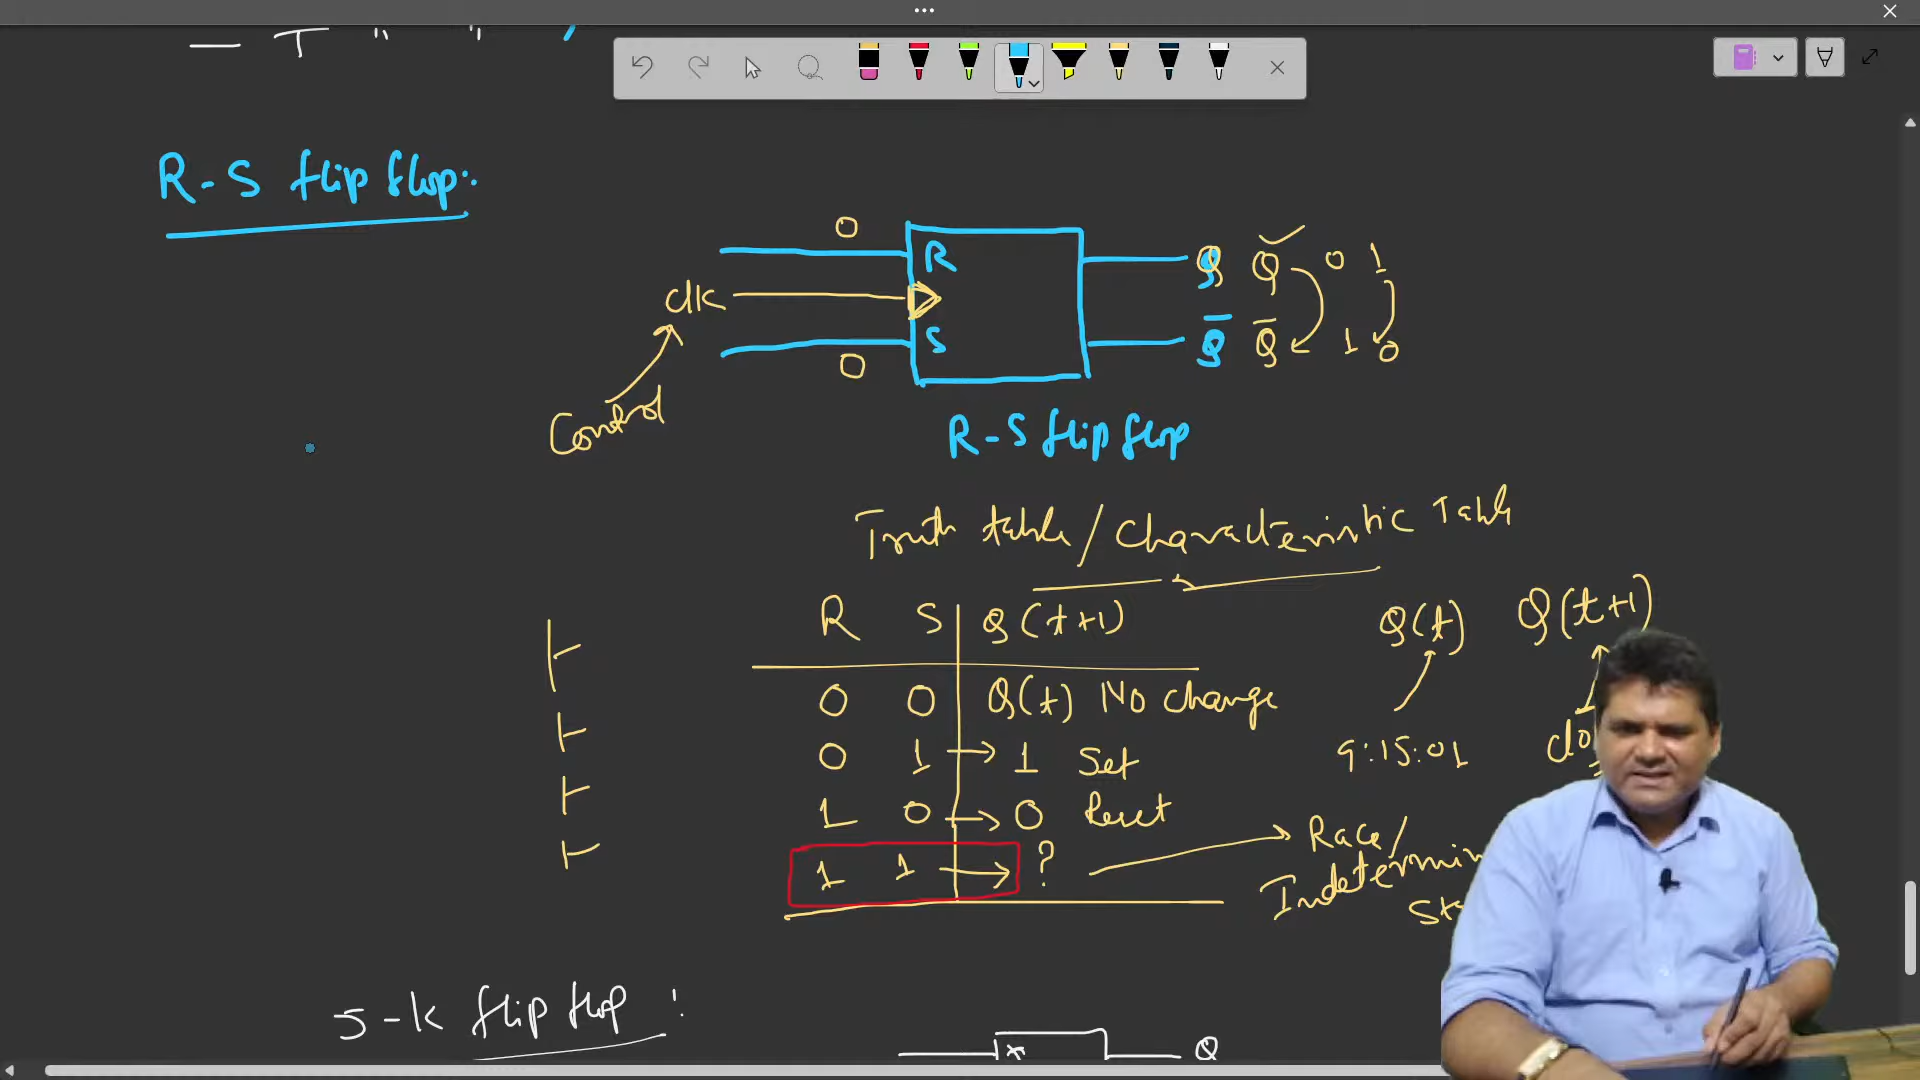 - T " "
R-S flip flop:
0
R Q Q 0 1
Clk
S Q̅ Q̅ 1 0
0
Control
R-S flip flop
Truth table/Characteristic Table
R S Q(t+1) Q(t) Q(t+1)
0 0 Q(t) No change
0 1 → 1 Set 9:15:01
1 0 → 0 Reset
1 1 → ? Race/
Indetermin
J-K flip flop:
Q